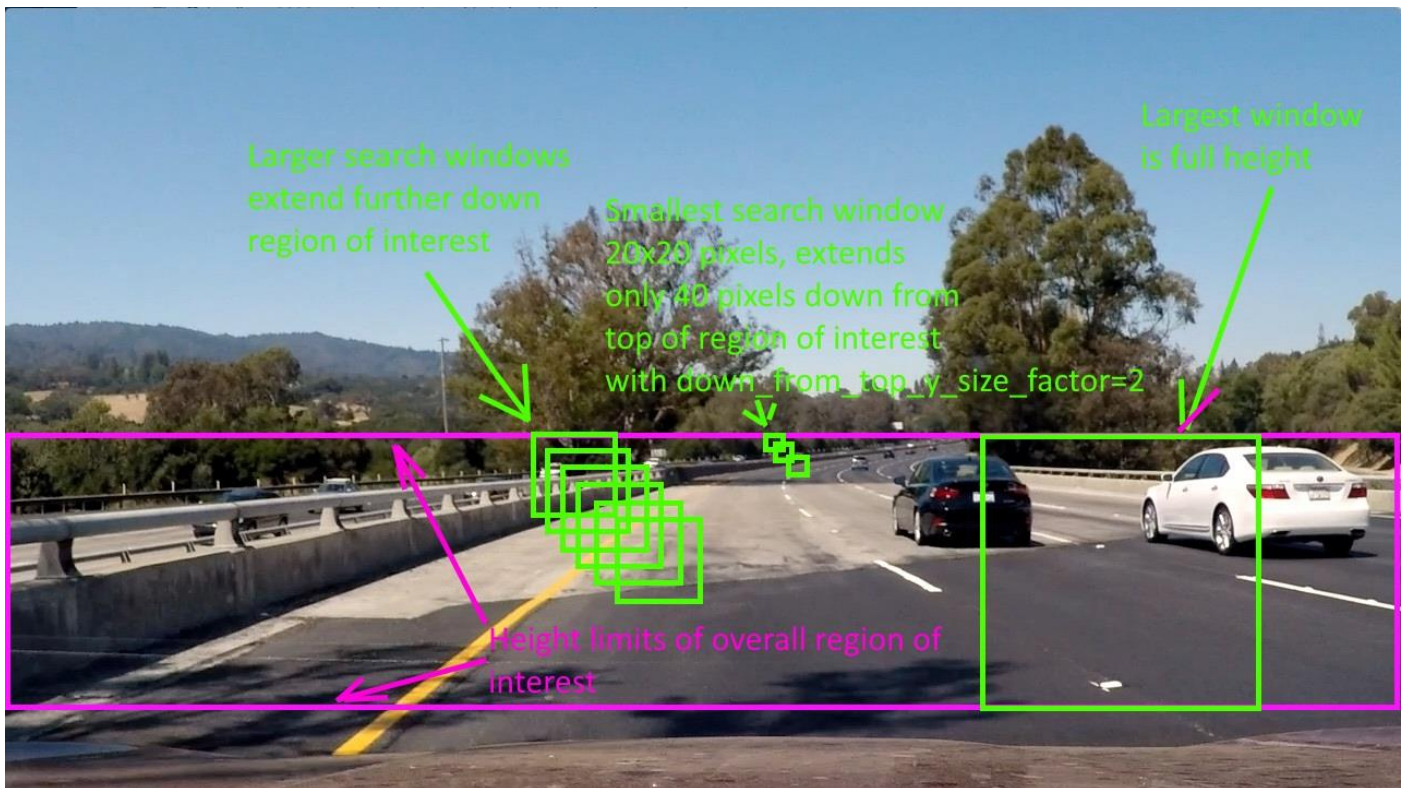 Largest window
is full height
Larger search windows
extend further down
region of interest
Smallest search window
20x20 pixels, extends
only 40 pixels down from
top of region of interest
with down_from_top_y_size_factor=2
Height limits of overall region of
interest